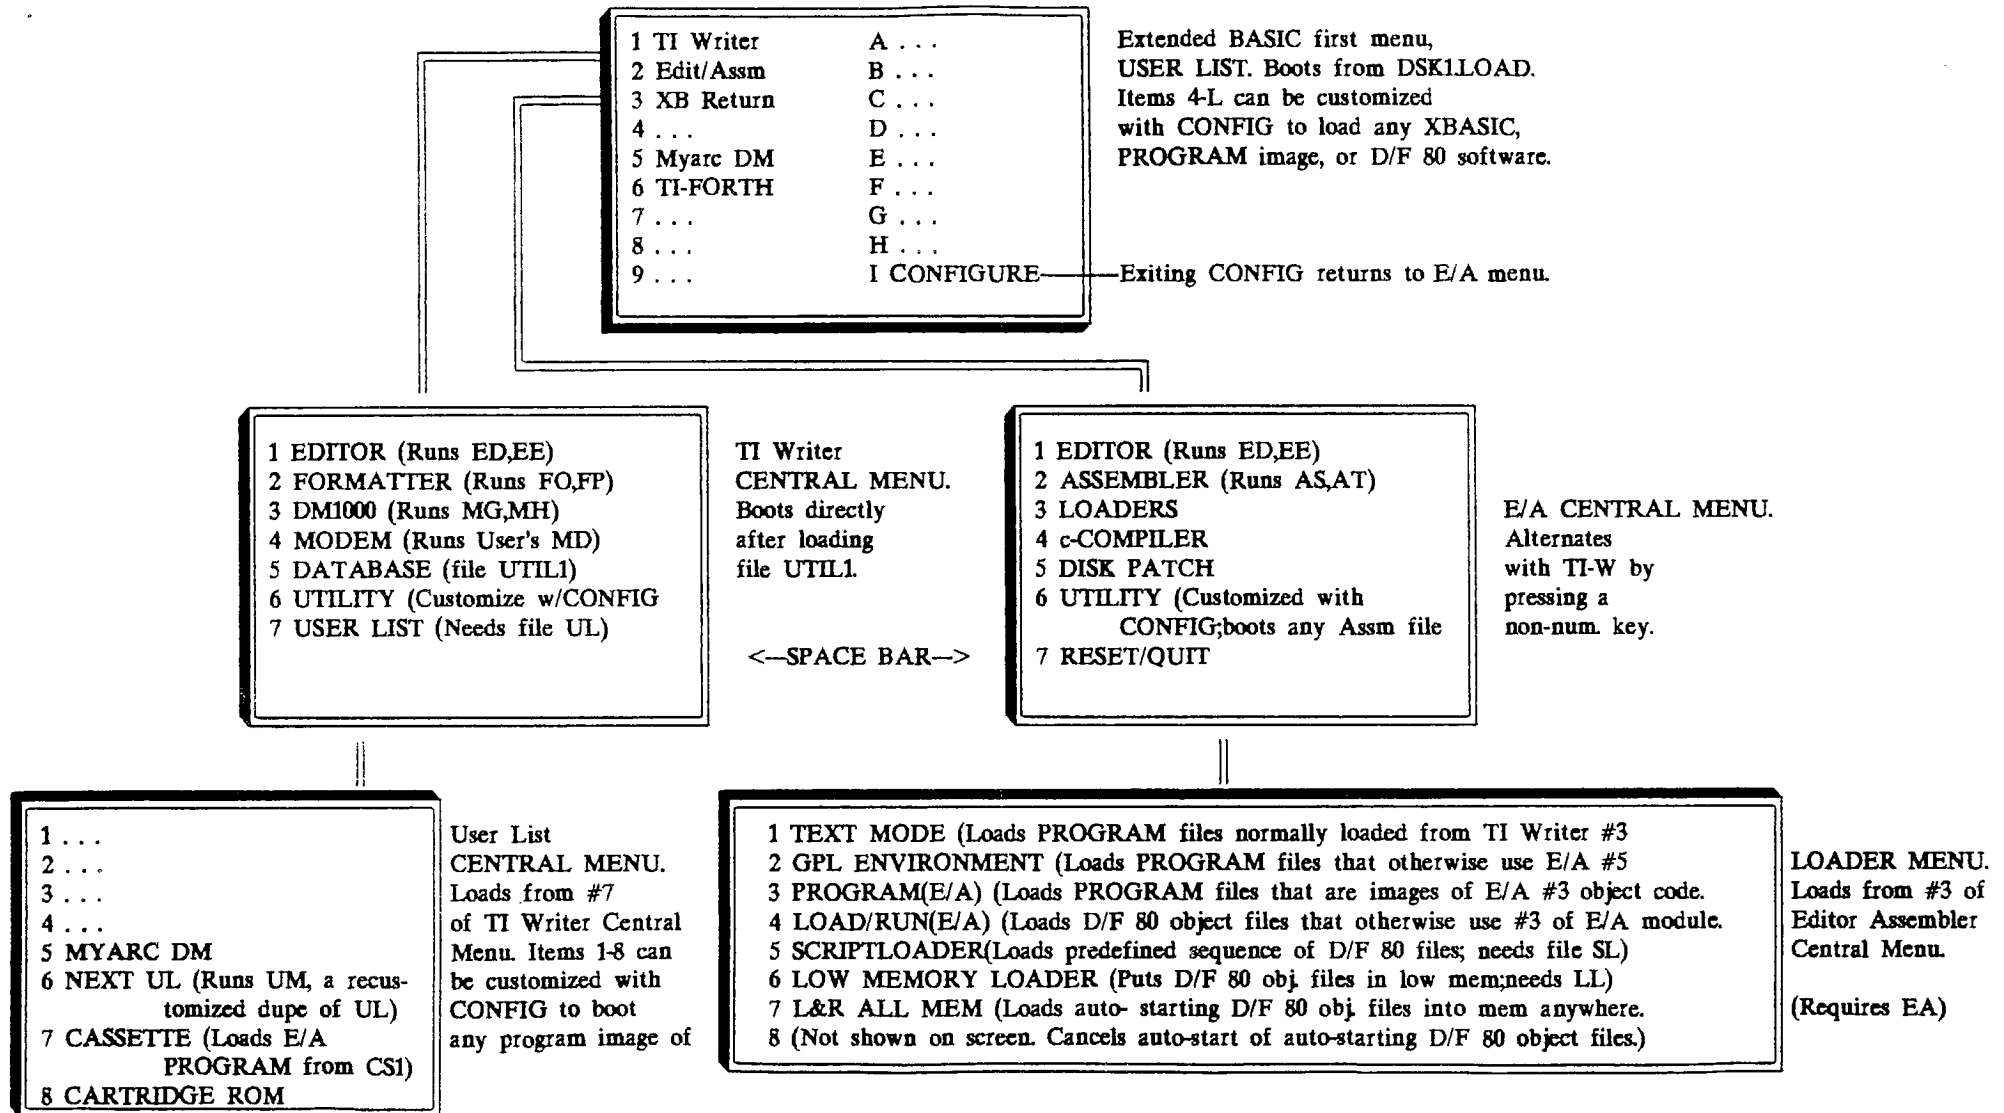 1 TI Writer A . . .
2 Edit/Assm B . . .
3 XB Return C . . .
4 . . . D . . .
5 Myarc DM E . . .
6 TI-FORTH F . . .
7 . . . G . . .
8 . . . H . . .
9 . . . I CONFIGURE
Extended BASIC first menu,
USER LIST. Boots from DSK1.LOAD.
Items 4-L can be customized
with CONFIG to load any XBASIC,
PROGRAM image, or D/F 80 software.
Exiting CONFIG returns to E/A menu.
1 EDITOR (Runs ED,EE)
2 FORMATTER (Runs FO,FP)
3 DM1000 (Runs MG,MH)
4 MODEM (Runs User's MD)
5 DATABASE (file UTIL1)
6 UTILITY (Customize w/CONFIG
7 USER LIST (Needs file UL)
TI Writer
CENTRAL MENU.
Boots directly
after loading
file UTIL1.
<—SPACE BAR—>
1 EDITOR (Runs ED,EE)
2 ASSEMBLER (Runs AS,AT)
3 LOADERS
4 c-COMPILER
5 DISK PATCH
6 UTILITY (Customized with
CONFIG;boots any Assm file
7 RESET/QUIT
E/A CENTRAL MENU.
Alternates
with TI-W by
pressing a
non-num. key.
1 . . .
2 . . .
3 . . .
4 . . .
5 MYARC DM
6 NEXT UL (Runs UM, a recus-
tomized dupe of UL)
7 CASSETTE (Loads E/A
PROGRAM from CS1)
8 CARTRIDGE ROM
User List
CENTRAL MENU.
Loads from #7
of TI Writer Central
Menu. Items 1-8 can
be customized with
CONFIG to boot
any program image of
1 TEXT MODE (Loads PROGRAM files normally loaded from TI Writer #3
2 GPL ENVIRONMENT (Loads PROGRAM files that otherwise use E/A #5
3 PROGRAM(E/A) (Loads PROGRAM files that are images of E/A #3 object code.
4 LOAD/RUN(E/A) (Loads D/F 80 object files that otherwise use #3 of E/A module.
5 SCRIPTLOADER(Loads predefined sequence of D/F 80 files; needs file SL)
6 LOW MEMORY LOADER (Puts D/F 80 obj. files in low mem;needs LL)
7 L&R ALL MEM (Loads auto- starting D/F 80 obj. files into mem anywhere.
8 (Not shown on screen. Cancels auto-start of auto-starting D/F 80 object files.)
LOADER MENU.
Loads from #3 of
Editor Assembler
Central Menu.
(Requires EA)